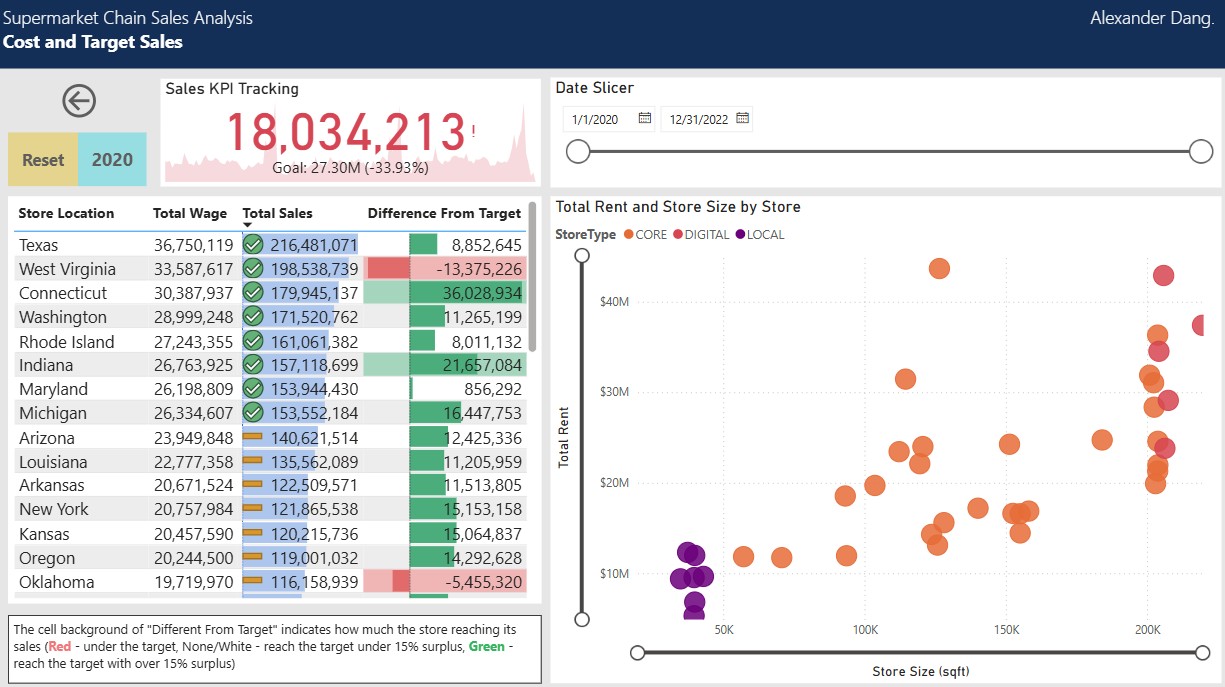 Supermarket Chain Sales Analysis
Alexander Dang.
Cost and Target Sales
Reset
2020
Sales KPI Tracking
18,034,213!
Goal: 27.30M (-33.93%)
Date Slicer
1/1/2020
12/31/2022
Store Location Total Wage Total Sales Difference From Target
Texas 36,750,119 216,481,071 8,852,645
West Virginia 33,587,617 198,538,739 -13,375,226
Connecticut 30,387,937 179,945,137 36,028,934
Washington 28,999,248 171,520,762 11,265,199
Rhode Island 27,243,355 161,061,382 8,011,132
Indiana 26,763,925 157,118,699 21,657,084
Maryland 26,198,809 153,944,430 856,292
Michigan 26,334,607 153,552,184 16,447,753
Arizona 23,949,848 140,621,514 12,425,336
Louisiana 22,777,358 135,562,089 11,205,959
Arkansas 20,671,524 122,509,571 11,513,805
New York 20,757,984 121,865,538 15,153,158
Kansas 20,457,590 120,215,736 15,064,837
Oregon 20,244,500 119,001,032 14,292,628
Oklahoma 19,719,970 116,158,939 -5,455,320
The cell background of "Different From Target" indicates how much the store reaching its
sales (Red - under the target, None/White - reach the target under 15% surplus, Green -
reach the target with over 15% surplus)
Total Rent and Store Size by Store
StoreType CORE DIGITAL LOCAL
Total Rent
$40M
$30M
$20M
$10M
50K 100K 150K 200K
Store Size (sqft)